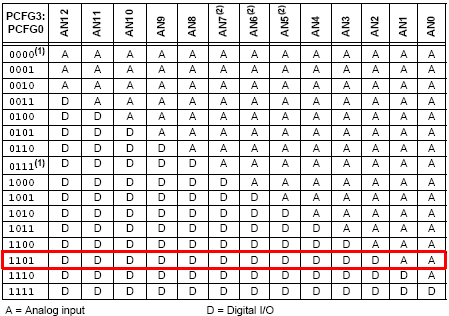 PCFG3: PCFG0 AN12 AN11 AN10 AN9 AN8 AN7(2) AN6(2) AN5(2) AN4 AN3 AN2 AN1 AN0
0000(1) A A A A A A A A A A A A A
0001 A A A A A A A A A A A A A
0010 A A A A A A A A A A A A A
0011 D A A A A A A A A A A A A
0100 D D A A A A A A A A A A A
0101 D D D A A A A A A A A A A
0110 D D D D A A A A A A A A A
0111(1) D D D D D A A A A A A A A
1000 D D D D D D A A A A A A A
1001 D D D D D D D A A A A A A
1010 D D D D D D D D A A A A A
1011 D D D D D D D D D A A A A
1100 D D D D D D D D D D A A A
1101 D D D D D D D D D D D A A
1110 D D D D D D D D D D D D A
1111 D D D D D D D D D D D D D
A = Analog input D = Digital I/O